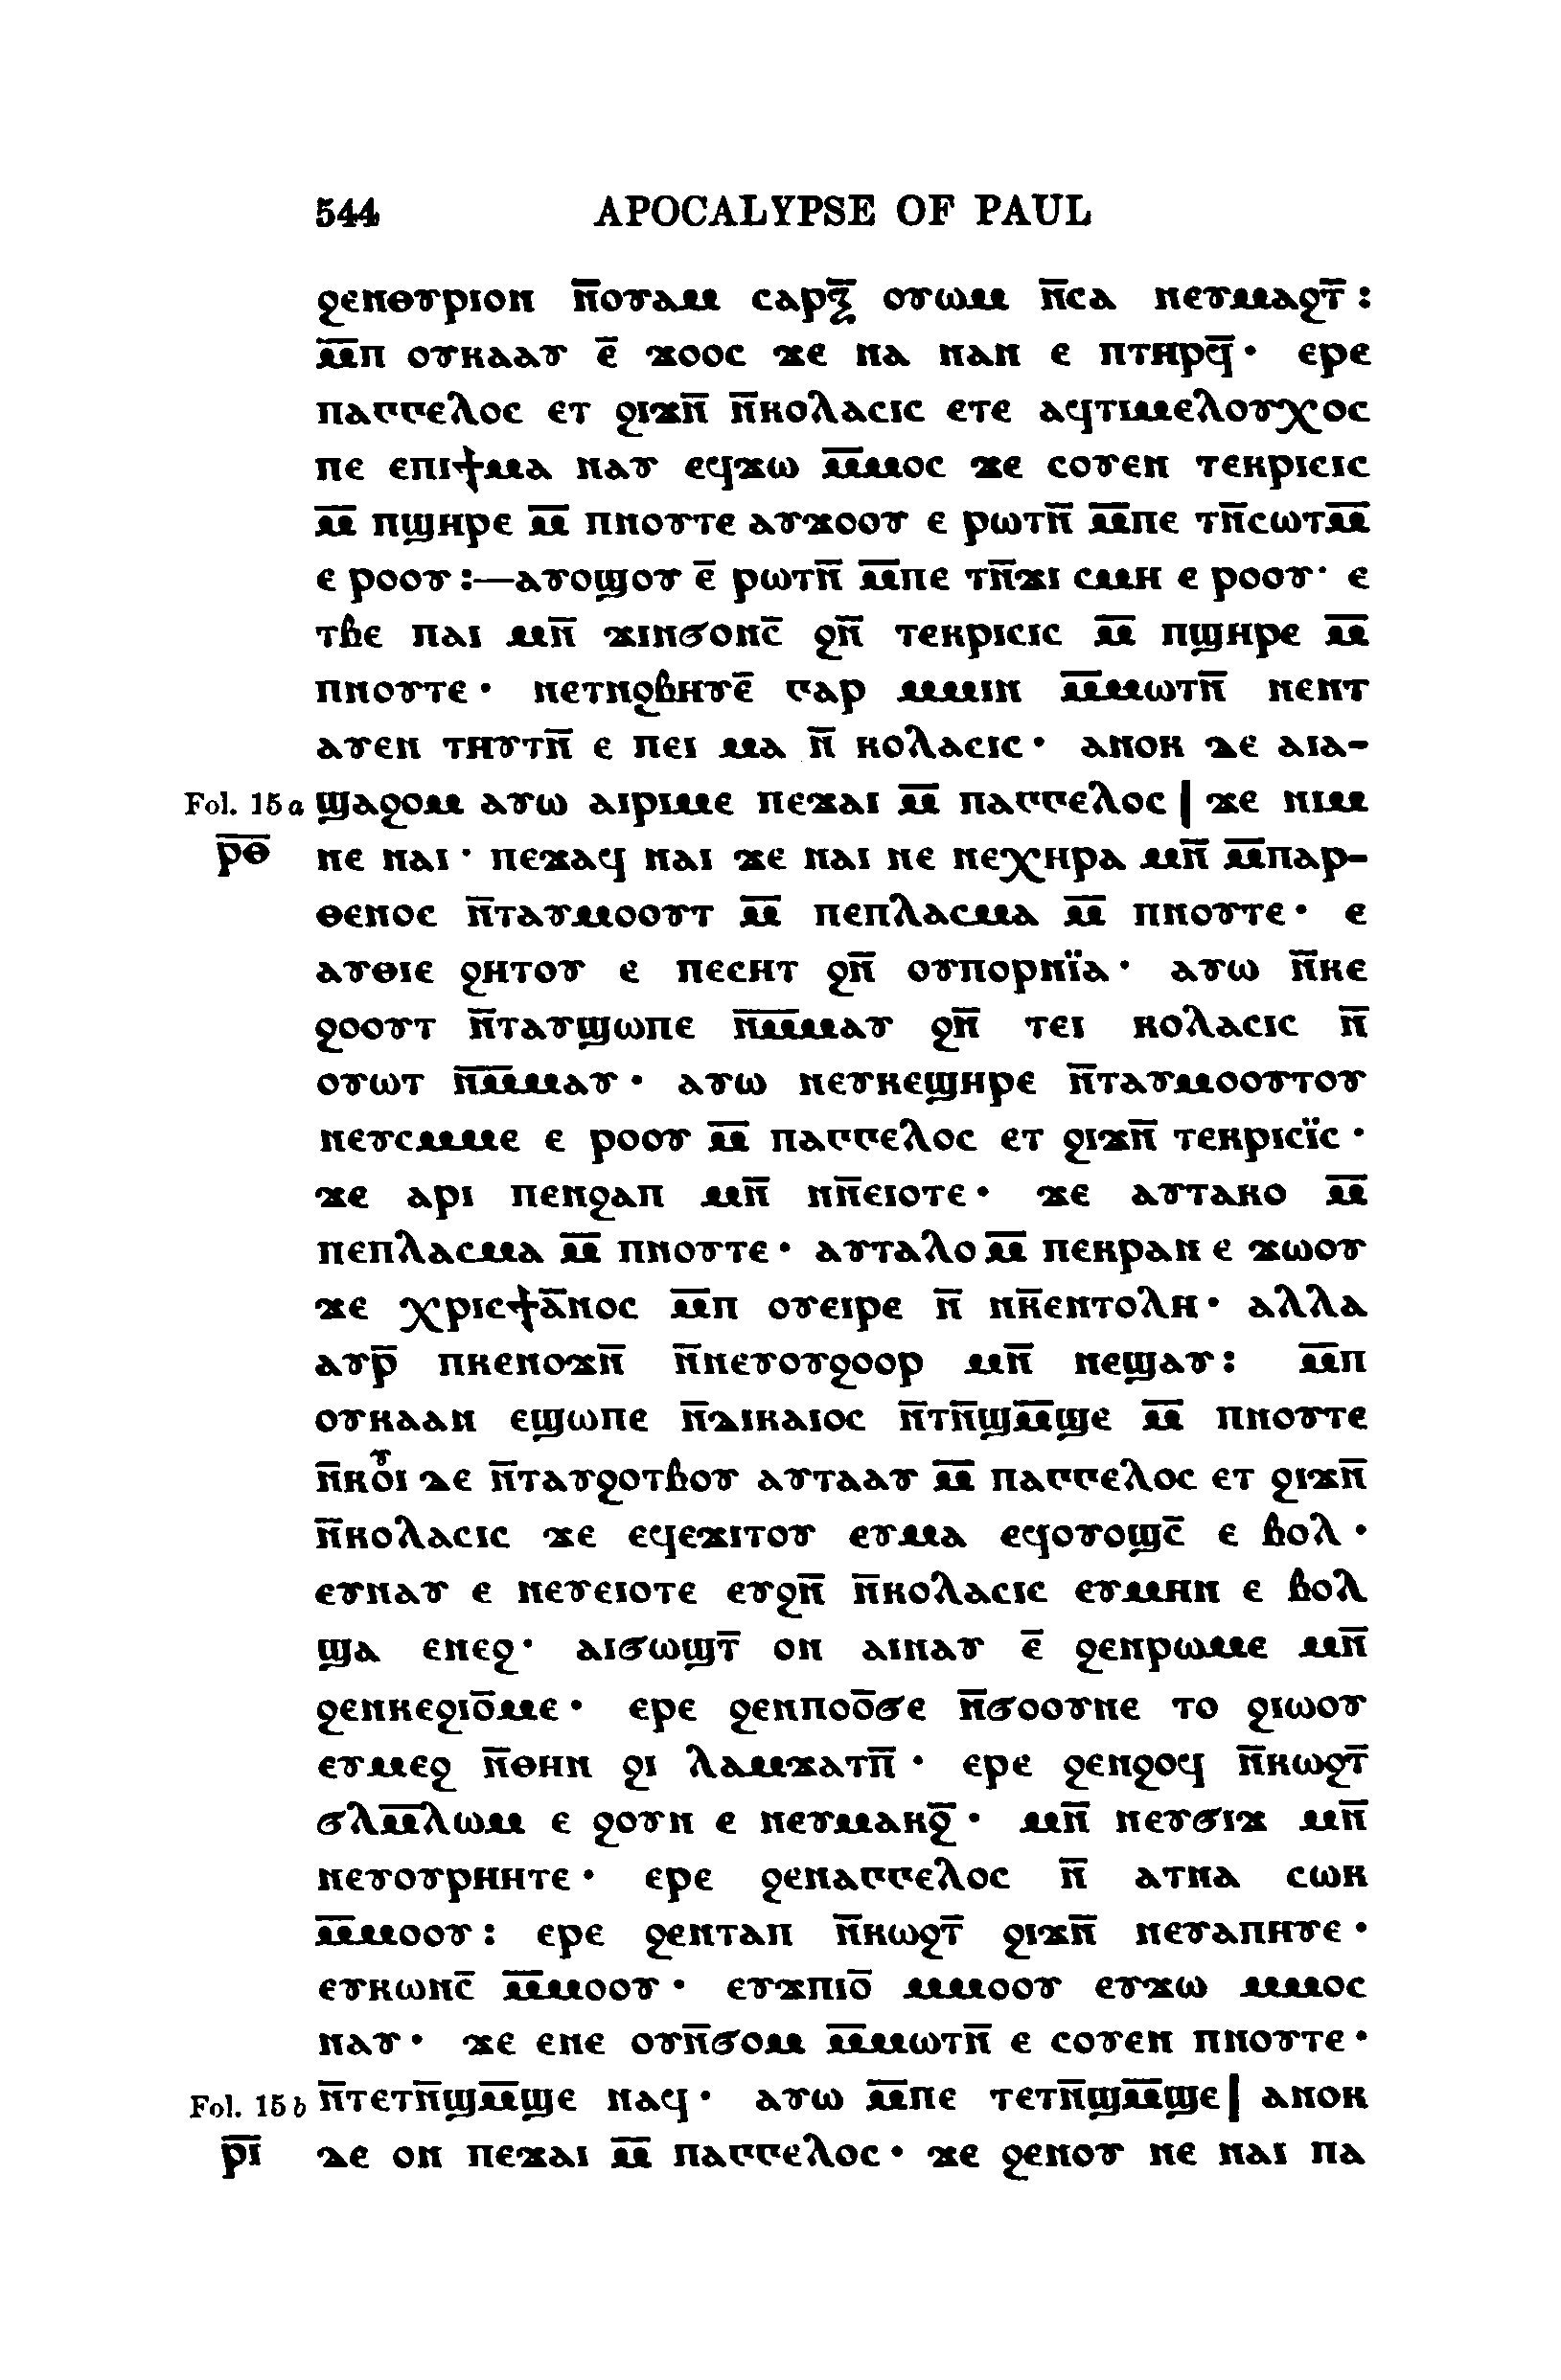 544 APOCALYPSE OF PAUL
ϩⲉⲛⲑⲩⲣⲓⲟⲛ ⲛ̅ⲟⲩⲁⲙ ⲥⲁⲣⲝ̅ ⲟⲩⲱⲙ ⲛ̅ⲥⲁ ⲛⲉⲩⲙⲁϩⲧ̅ :
ⲙ̅ⲡ ⲟⲩⲕⲁⲁⲩ ⲉ̅ ϫⲟⲟⲥ ϫⲉ ⲛⲁ ⲛⲁⲛ ⲉ ⲡⲧⲏⲣϥ̅· ⲉⲣⲉ
ⲡⲁⲅⲅⲉⲗⲟⲥ ⲉⲧ ϩⲓϫⲛ̅ ⲛ̅ⲕⲟⲗⲁⲥⲓⲥ ⲉⲧⲉ ⲁϥⲧⲓⲙⲉⲗⲟⲩⲭⲟⲥ
ⲡⲉ ⲉⲡⲓϯⲙⲁ ⲛⲁⲩ ⲉϥϫⲱ ⲙ̅ⲙⲟⲥ ϫⲉ ⲥⲟⲩⲉⲛ ⲧⲉⲕⲣⲓⲥⲓⲥ
ⲙ̅ ⲡϣⲏⲣⲉ ⲙ̅ ⲡⲛⲟⲩⲧⲉ ⲁⲩϫⲟⲟⲩ ⲉ ⲣⲱⲧⲛ̅ ⲙ̅ⲡⲉ ⲧⲛ̅ⲥⲱⲧⲙ̅
ⲉ ⲣⲟⲟⲩ :—ⲁⲩⲟϣⲟⲩ ⲉ̅ ⲣⲱⲧⲛ̅ ⲙ̅ⲡⲉ ⲧⲛ̅ϫⲓ ⲥⲙⲏ ⲉ ⲣⲟⲟⲩ· ⲉ
ⲧⲃⲉ ⲡⲁⲓ ⲙⲛ̅ ϫⲓⲛϭⲟⲛⲥ̅ ϩⲛ̅ ⲧⲉⲕⲣⲓⲥⲓⲥ ⲙ̅ ⲡϣⲏⲣⲉ ⲙ̅
ⲡⲛⲟⲩⲧⲉ· ⲛⲉⲧⲛϩⲃⲏⲩⲉ̅ ⲅⲁⲣ ⲙⲙⲓⲛ ⲙ̅ⲙⲱⲧⲛ̅ ⲛⲉⲛⲧ
ⲁⲩⲉⲛ ⲧⲏⲩⲧⲛ̅ ⲉ ⲡⲉⲓ ⲙⲁ ⲛ̅ ⲕⲟⲗⲁⲥⲓⲥ· ⲁⲛⲟⲕ ⲇⲉ ⲁⲓⲁ-
Fol. 15 a ϣⲁϩⲟⲙ ⲁⲩⲱ ⲁⲓⲣⲓⲙⲉ ⲡⲉϫⲁⲓ ⲙ̅ ⲡⲁⲅⲅⲉⲗⲟⲥ | ϫⲉ ⲛⲓⲙ
ⲣ̅ⲑ̅ ⲛⲉ ⲛⲁⲓ· ⲡⲉϫⲁϥ ⲛⲁⲓ ϫⲉ ⲛⲁⲓ ⲛⲉ ⲛⲉⲭⲏⲣⲁ ⲙⲛ̅ ⲙ̅ⲡⲁⲣ-
ⲑⲉⲛⲟⲥ ⲛ̅ⲧⲁⲩⲙⲟⲟⲩⲧ ⲙ̅ ⲡⲉⲡⲗⲁⲥⲙⲁ ⲙ̅ ⲡⲛⲟⲩⲧⲉ· ⲉ
ⲁⲩⲑⲓⲉ ϩⲏⲧⲟⲩ ⲉ ⲡⲉⲥⲏⲧ ϩⲛ̅ ⲟⲩⲡⲟⲣⲛⲓ̈ⲁ· ⲁⲩⲱ ⲛ̅ⲕⲉ
ϩⲟⲟⲩⲧ ⲛ̅ⲧⲁⲩϣⲱⲡⲉ ⲛ̅ⲙ̅ⲙⲁⲩ ϩⲛ̅ ⲧⲉⲓ ⲕⲟⲗⲁⲥⲓⲥ ⲛ̅
ⲟⲩⲱⲧ ⲛ̅ⲙ̅ⲙⲁⲩ· ⲁⲩⲱ ⲛⲉⲩⲕⲉϣⲏⲣⲉ ⲛ̅ⲧⲁⲩⲙⲟⲟⲩⲧⲟⲩ
ⲛⲉⲩⲥⲙⲙⲉ ⲉ ⲣⲟⲟⲩ ⲙ̅ ⲡⲁⲅⲅⲉⲗⲟⲥ ⲉⲧ ϩⲓϫⲛ̅ ⲧⲉⲕⲣⲓⲥⲓ̈ⲥ·
ϫⲉ ⲁⲣⲓ ⲡⲉⲛϩⲁⲡ ⲙⲛ̅ ⲛⲛ̅ⲉⲓⲟⲧⲉ· ϫⲉ ⲁⲩⲧⲁⲕⲟ ⲙ̅
ⲡⲉⲡⲗⲁⲥⲙⲁ ⲙ̅ ⲡⲛⲟⲩⲧⲉ· ⲁⲩⲧⲁⲗⲟ ⲙ̅ ⲡⲉⲕⲣⲁⲛ ⲉ ϫⲱⲟⲩ
ϫⲉ ⲭⲣⲓⲥϯⲁ̅ⲛⲟⲥ ⲙ̅ⲡ ⲟⲩⲉⲓⲣⲉ ⲛ̅ ⲛⲕ̅ⲉⲛⲧⲟⲗⲏ· ⲁⲗⲗⲁ
ⲁⲩⲣ̅ ⲡⲕⲉⲛⲟϫⲛ̅ ⲛ̅ⲛⲉⲩⲟⲩϩⲟⲟⲣ ⲙⲛ̅ ⲛⲉϣⲁⲩ: ⲙ̅ⲡ
ⲟⲩⲕⲁⲁⲛ ⲉϣⲱⲡⲉ ⲛ̅ⲇⲓⲕⲁⲓⲟⲥ ⲛ̅ⲧⲛ̅ϣⲙ̅ϣⲉ ⲙ̅ ⲡⲛⲟⲩⲧⲉ
ⲛ̅ⲕⲟⲩⲓ ⲇⲉ ⲛ̅ⲧⲁⲩϩⲟⲧⲃⲟⲩ ⲁⲩⲧⲁⲁⲩ ⲙ̅ ⲡⲁⲅⲅⲉⲗⲟⲥ ⲉⲧ ϩⲓϫⲛ̅
ⲛ̅ⲕⲟⲗⲁⲥⲓⲥ ϫⲉ ⲉϥⲉϫⲓⲧⲟⲩ ⲉⲩⲙⲁ ⲉϥⲟⲩⲟϣⲥ̅ ⲉ ⲃⲟⲗ·
ⲉⲩⲛⲁⲩ ⲉ ⲛⲉⲩⲉⲓⲟⲧⲉ ⲉⲩϩⲛ̅ ⲛ̅ⲕⲟⲗⲁⲥⲓⲥ ⲉⲩⲙⲏⲛ ⲉ ⲃⲟⲗ
ϣⲁ ⲉⲛⲉϩ· ⲁⲓϭⲱϣⲧ̅ ⲟⲛ ⲁⲓⲛⲁⲩ ⲉ̅ ϩⲉⲛⲣⲱⲙⲉ ⲙⲛ̅
ϩⲉⲛⲕⲉϩⲓⲟ̅ⲙⲉ· ⲉⲣⲉ ϩⲉⲛⲡⲟⲟ̅ϭⲉ ⲛ̅ϭⲟⲟⲩⲛⲉ ⲧⲟ ϩⲓⲱⲟⲩ
ⲉⲩⲙⲉϩ ⲛ̅ⲑⲏⲛ ϩⲓ ⲗⲁⲙϫⲁⲧⲡ̅· ⲉⲣⲉ ϩⲉⲛϩⲟϥ ⲛ̅ⲕⲱϩⲧ̅
ϭⲗⲙ̅ⲗⲱⲙ ⲉ ϩⲟⲩⲛ ⲉ ⲛⲉⲩⲙⲁⲕϩ̅· ⲙⲛ̅ ⲛⲉⲩϭⲓϫ ⲙⲛ̅
ⲛⲉⲩⲟⲩⲣⲏⲏⲧⲉ· ⲉⲣⲉ ϩⲉⲛⲁⲅⲅⲉⲗⲟⲥ ⲛ̅ ⲁⲧⲛⲁ ⲥⲱⲕ
ⲙ̅ⲙⲟⲟⲩ: ⲉⲣⲉ ϩⲉⲛⲧⲁⲡ ⲛ̅ⲕⲱϩⲧ̅ ϩⲓϫⲛ̅ ⲛⲉⲩⲁⲡⲏⲩⲉ·
ⲉⲩⲕⲱⲛⲥ̅ ⲙ̅ⲙⲟⲟⲩ· ⲉⲩϫⲡⲓⲟ̅ ⲙⲙⲟⲟⲩ ⲉⲩϫⲱ ⲙⲙⲟⲥ
ⲛⲁⲩ· ϫⲉ ⲉⲛⲉ ⲟⲩⲛ̅ϭⲟⲙ ⲙ̅ⲙⲱⲧⲛ̅ ⲉ ⲥⲟⲩⲉⲛ ⲡⲛⲟⲩⲧⲉ·
Fol. 15 b ⲛ̅ⲧⲉⲧⲛ̅ϣⲙ̅ϣⲉ ⲛⲁϥ· ⲁⲩⲱ ⲙ̅ⲡⲉ ⲧⲉⲧⲛ̅ϣⲙ̅ϣⲉ | ⲁⲛⲟⲕ
ⲣ̅ⲓ̅ ⲇⲉ ⲟⲛ ⲡⲉϫⲁⲓ ⲙ̅ ⲡⲁⲅⲅⲉⲗⲟⲥ· ϫⲉ ϩⲉⲛⲟⲩ ⲛⲉ ⲛⲁⲓ ⲡⲁ